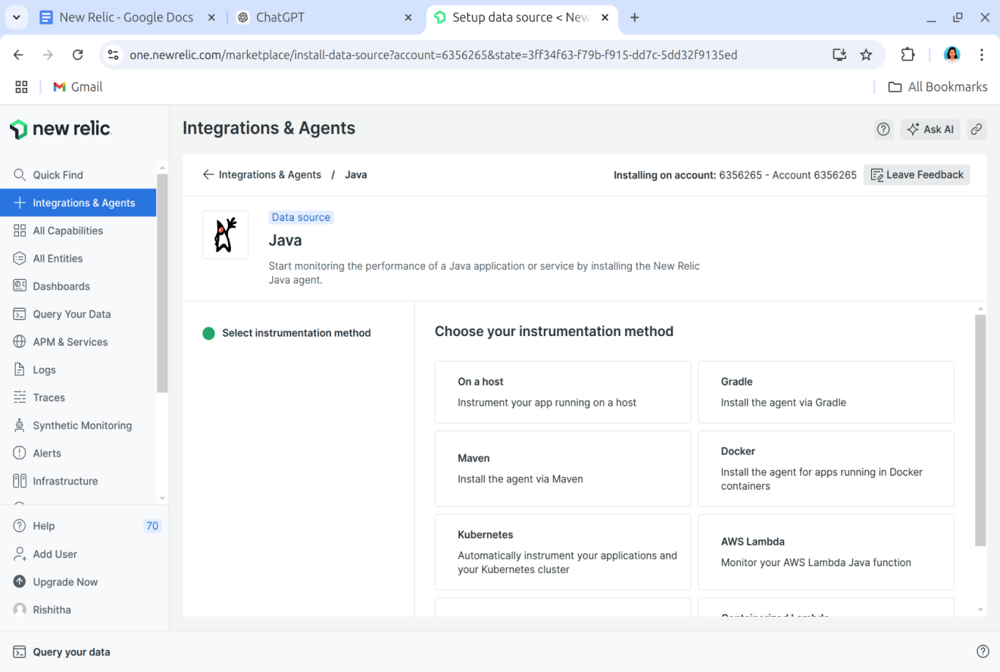 New Relic - Google Docs
ChatGPT
Setup data source < New
one.newrelic.com/marketplace/install-data-source?account=6356265&state=3ff34f63-f79b-f915-dd7c-5dd32f9135ed
Gmail
All Bookmarks
new relic
Quick Find
Integrations & Agents
All Capabilities
All Entities
Dashboards
Query Your Data
APM & Services
Logs
Traces
Synthetic Monitoring
Alerts
Infrastructure
Help 70
Add User
Upgrade Now
Rishitha
Integrations & Agents
Ask AI
Integrations & Agents / Java
Installing on account: 6356265 - Account 6356265
Leave Feedback
Data source
Java
Start monitoring the performance of a Java application or service by installing the New Relic
Java agent.
Select instrumentation method
Choose your instrumentation method
On a host
Instrument your app running on a host
Gradle
Install the agent via Gradle
Maven
Install the agent via Maven
Docker
Install the agent for apps running in Docker
containers
Kubernetes
Automatically instrument your applications and
your Kubernetes cluster
AWS Lambda
Monitor your AWS Lambda Java function
Containerized Lambda
Query your data